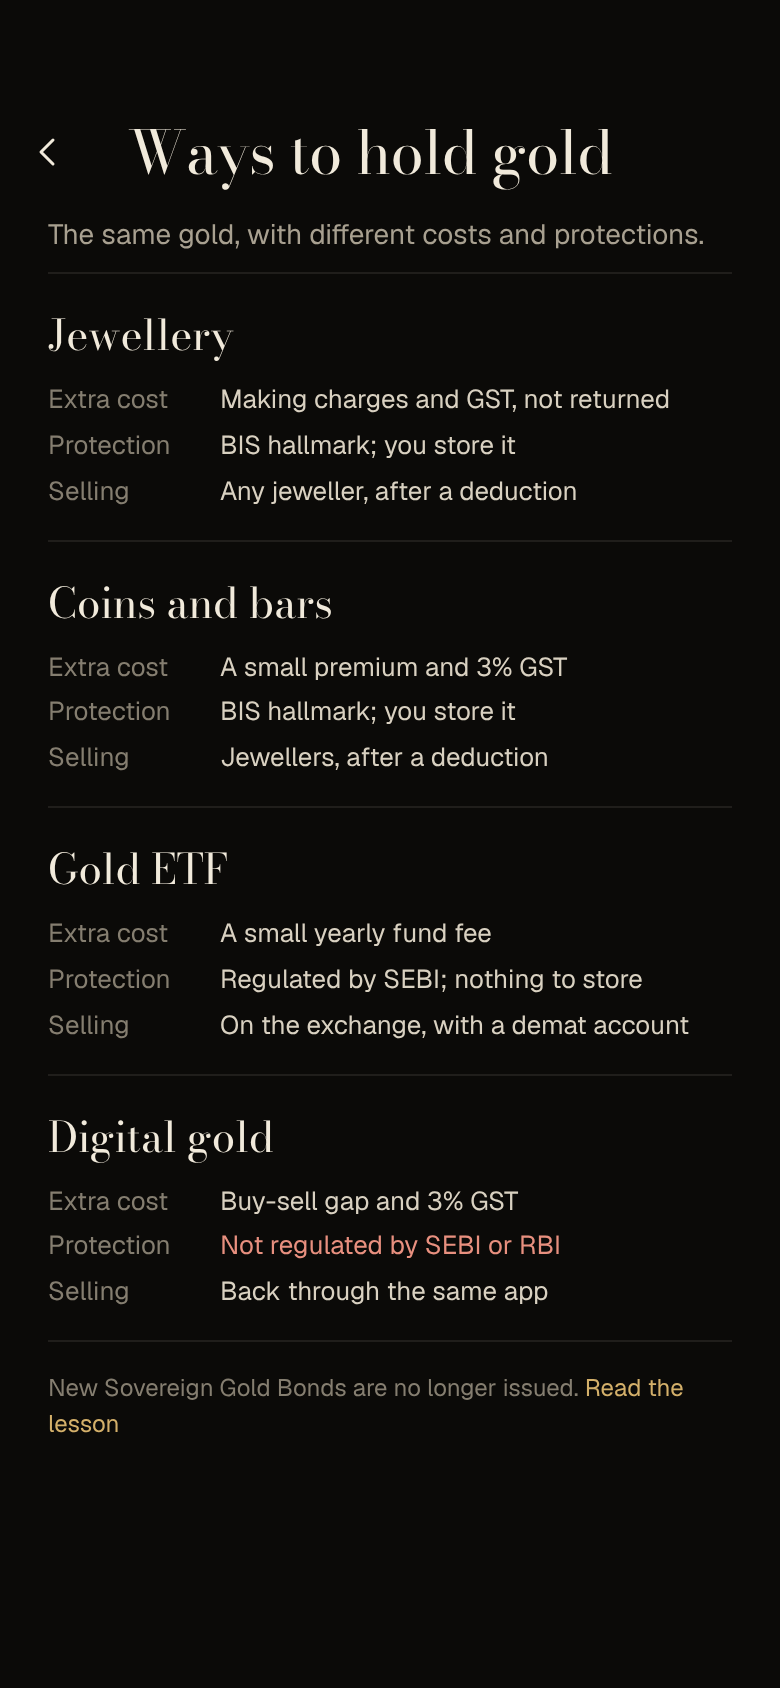 Ways to hold gold
The same gold, with different costs and protections.
Jewellery
Extra cost Making charges and GST, not returned
Protection BIS hallmark; you store it
Selling Any jeweller, after a deduction
Coins and bars
Extra cost A small premium and 3% GST
Protection BIS hallmark; you store it
Selling Jewellers, after a deduction
Gold ETF
Extra cost A small yearly fund fee
Protection Regulated by SEBI; nothing to store
Selling On the exchange, with a demat account
Digital gold
Extra cost Buy-sell gap and 3% GST
Protection Not regulated by SEBI or RBI
Selling Back through the same app
New Sovereign Gold Bonds are no longer issued. Read the
lesson